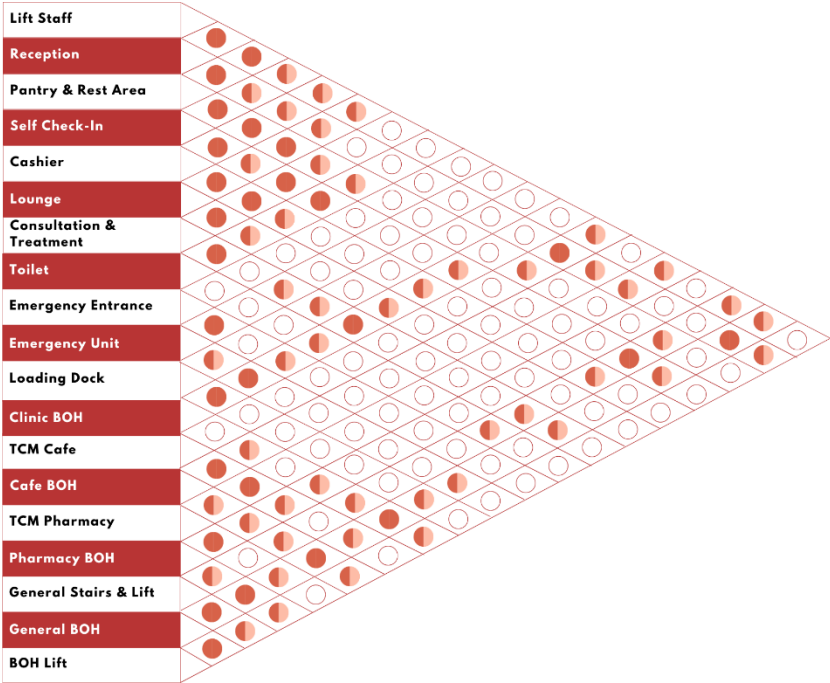 Lift Staff
Reception
Pantry & Rest Area
Self Check-In
Cashier
Lounge
Consultation &
Treatment
Toilet
Emergency Entrance
Emergency Unit
Loading Dock
Clinic BOH
TCM Cafe
Cafe BOH
TCM Pharmacy
Pharmacy BOH
General Stairs & Lift
General BOH
BOH Lift